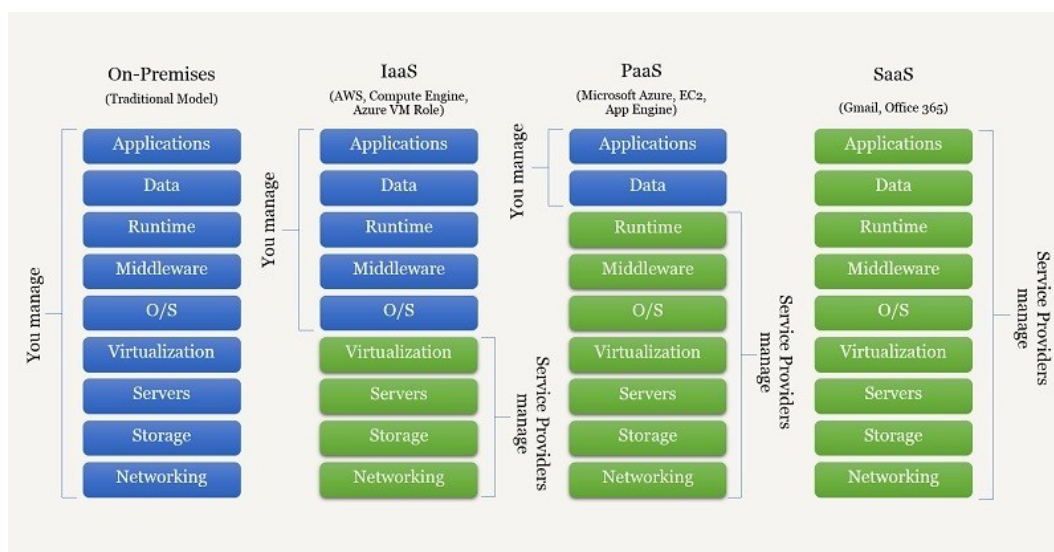 On-Premises
(Traditional Model)
You manage
Applications
Data
Runtime
Middleware
O/S
Virtualization
Servers
Storage
Networking
IaaS
(AWS, Compute Engine,
Azure VM Role)
You manage
Applications
Data
Runtime
Middleware
O/S
Virtualization
Servers
Storage
Networking
Service Providers
manage
PaaS
(Microsoft Azure, EC2,
App Engine)
You manage
Applications
Data
Runtime
Middleware
O/S
Virtualization
Servers
Storage
Networking
Service Providers
manage
SaaS
(Gmail, Office 365)
Applications
Data
Runtime
Middleware
O/S
Virtualization
Servers
Storage
Networking
Service Providers
manage